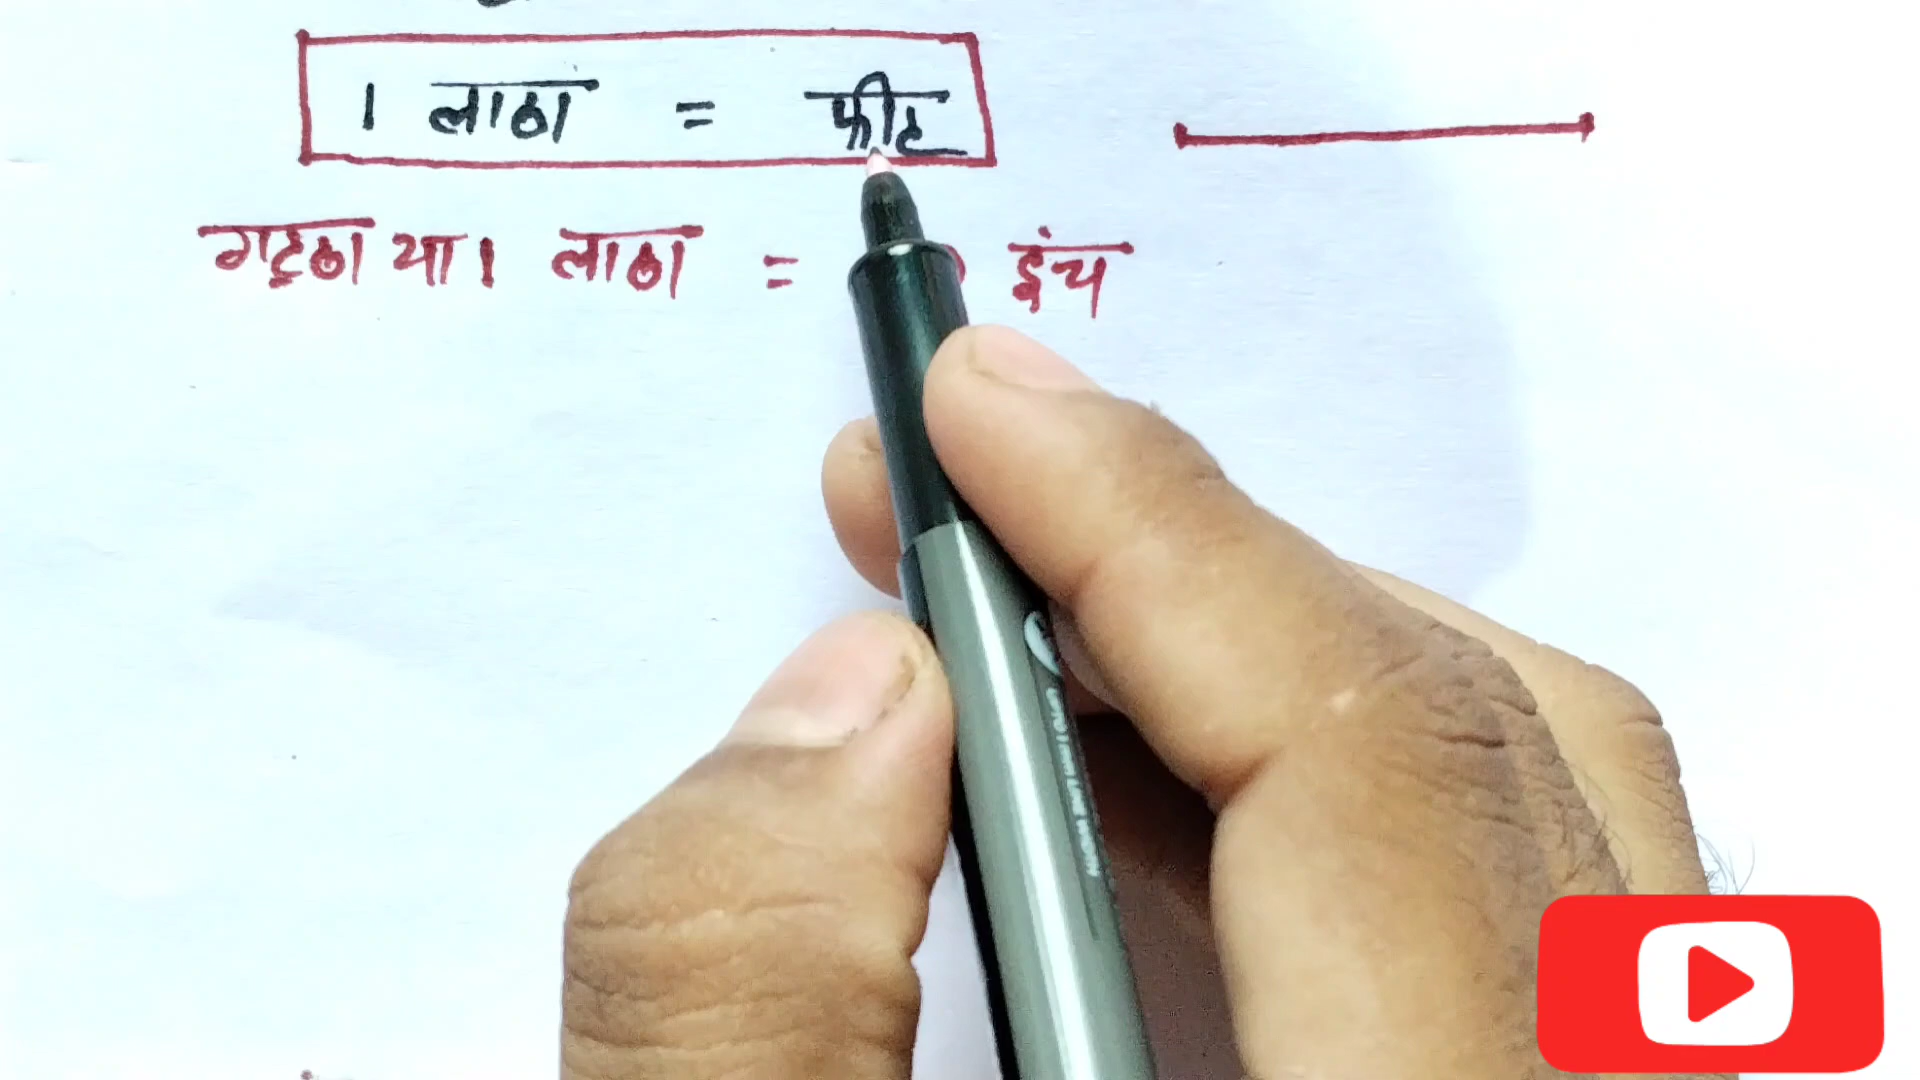 1 लाठा = फीट
गट्ठा या 1 लाठा = इंच